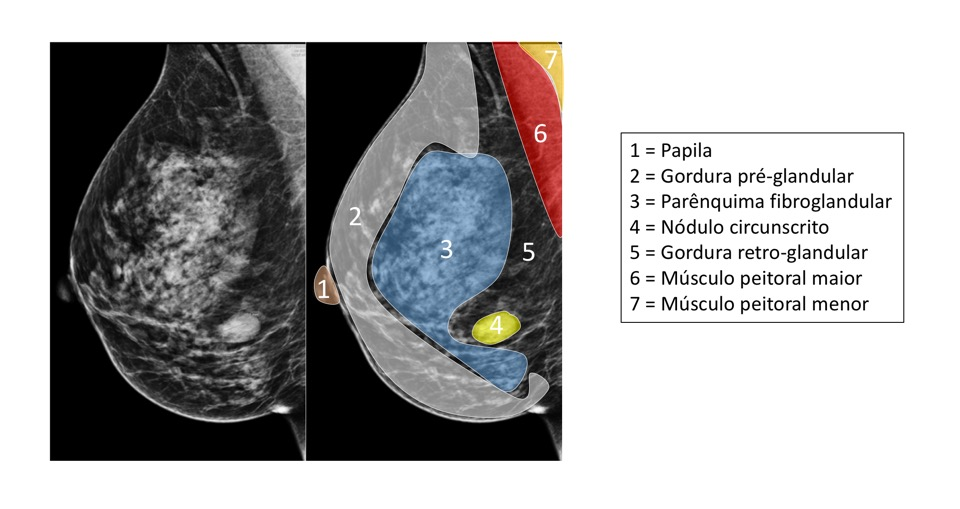 7
6
2
3
5
1
4
1 = Papila
2 = Gordura pré-glandular
3 = Parênquima fibroglandular
4 = Nódulo circunscrito
5 = Gordura retro-glandular
6 = Músculo peitoral maior
7 = Músculo peitoral menor